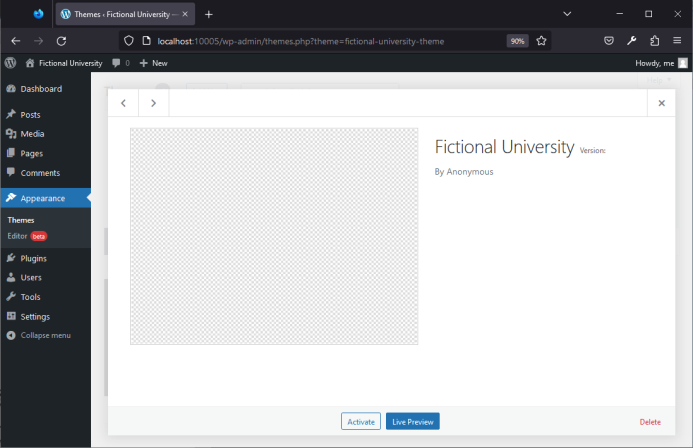 Themes ‹ Fictional University —
localhost:10005/wp-admin/themes.php?theme=fictional-university-theme
90%
Fictional University
0
New
Howdy, me
Dashboard
Posts
Media
Pages
Comments
Appearance
Themes
Editor beta
Plugins
Users
Tools
Settings
Collapse menu
Fictional University Version:
By Anonymous
Activate
Live Preview
Delete